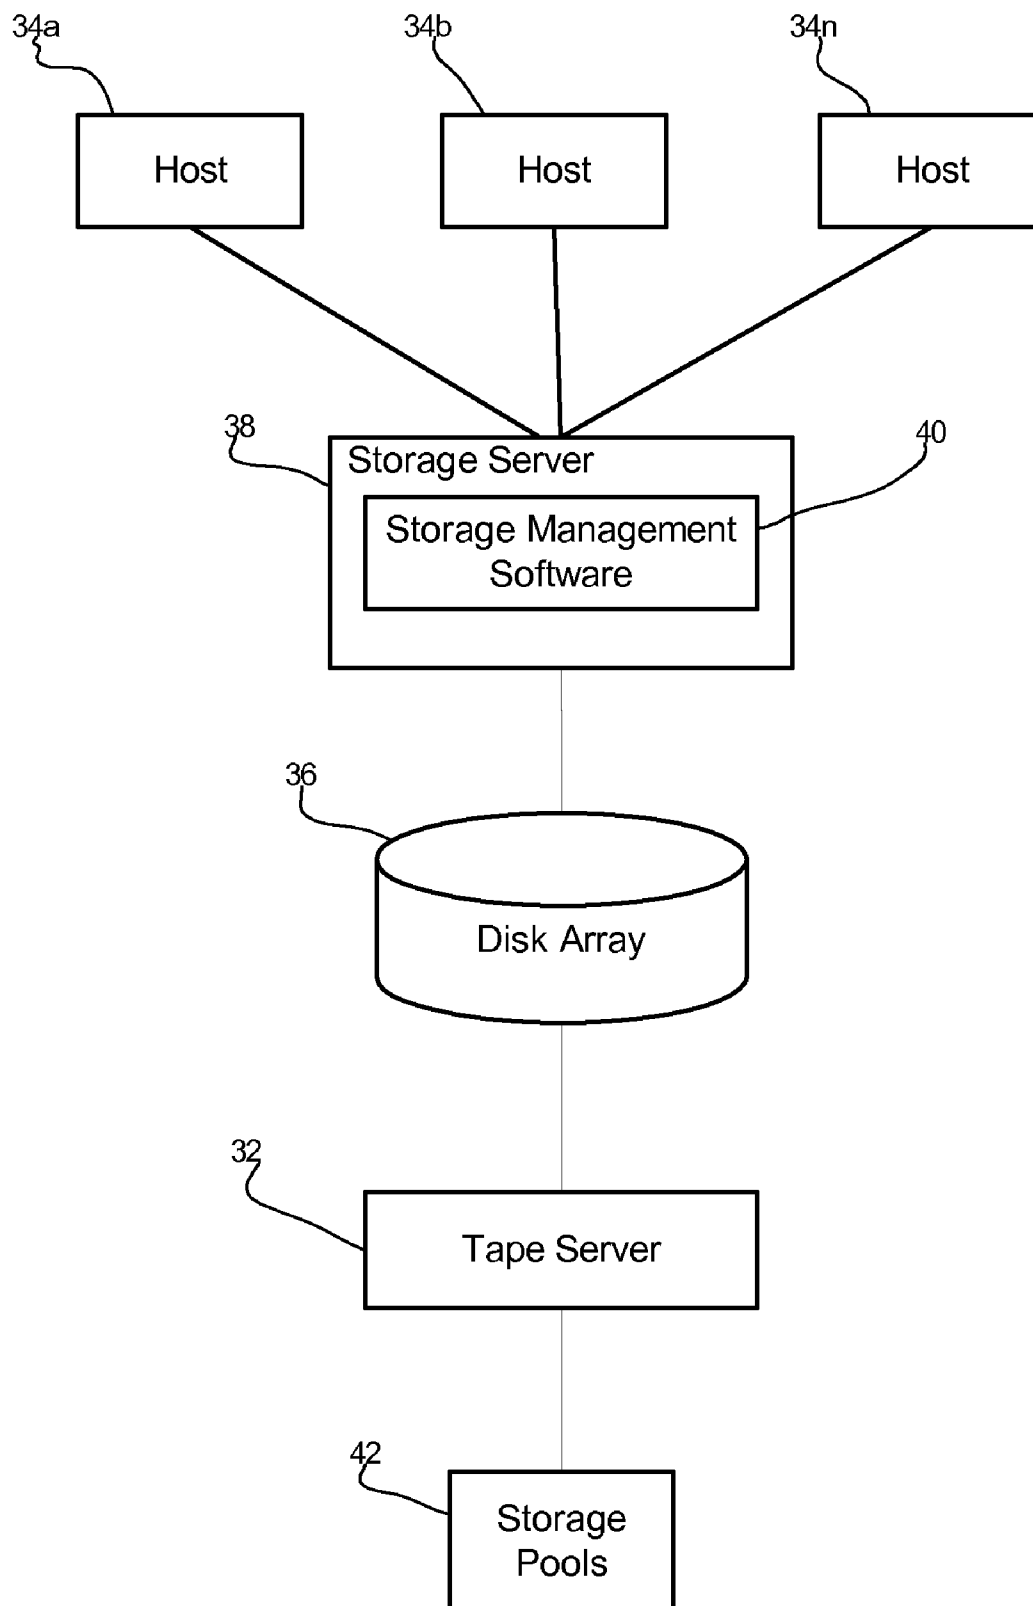 34a
34b
34n
Host
Host
Host
38
40
Storage Server
Storage Management
Software
36
Disk Array
32
Tape Server
42
Storage
Pools